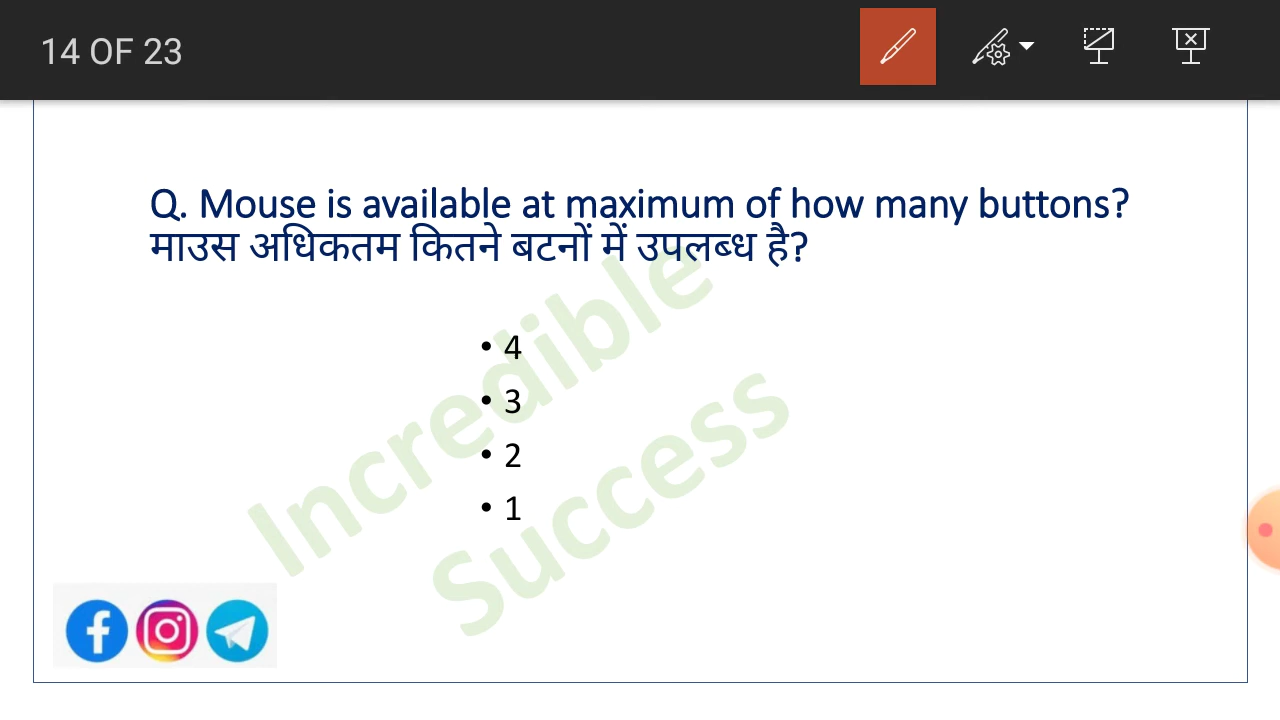 14 OF 23
Q. Mouse is available at maximum of how many buttons?
माउस अधिकतम कितने बटनों में उपलब्ध है?
• 4
• 3
• 2
• 1
Incredible
Success